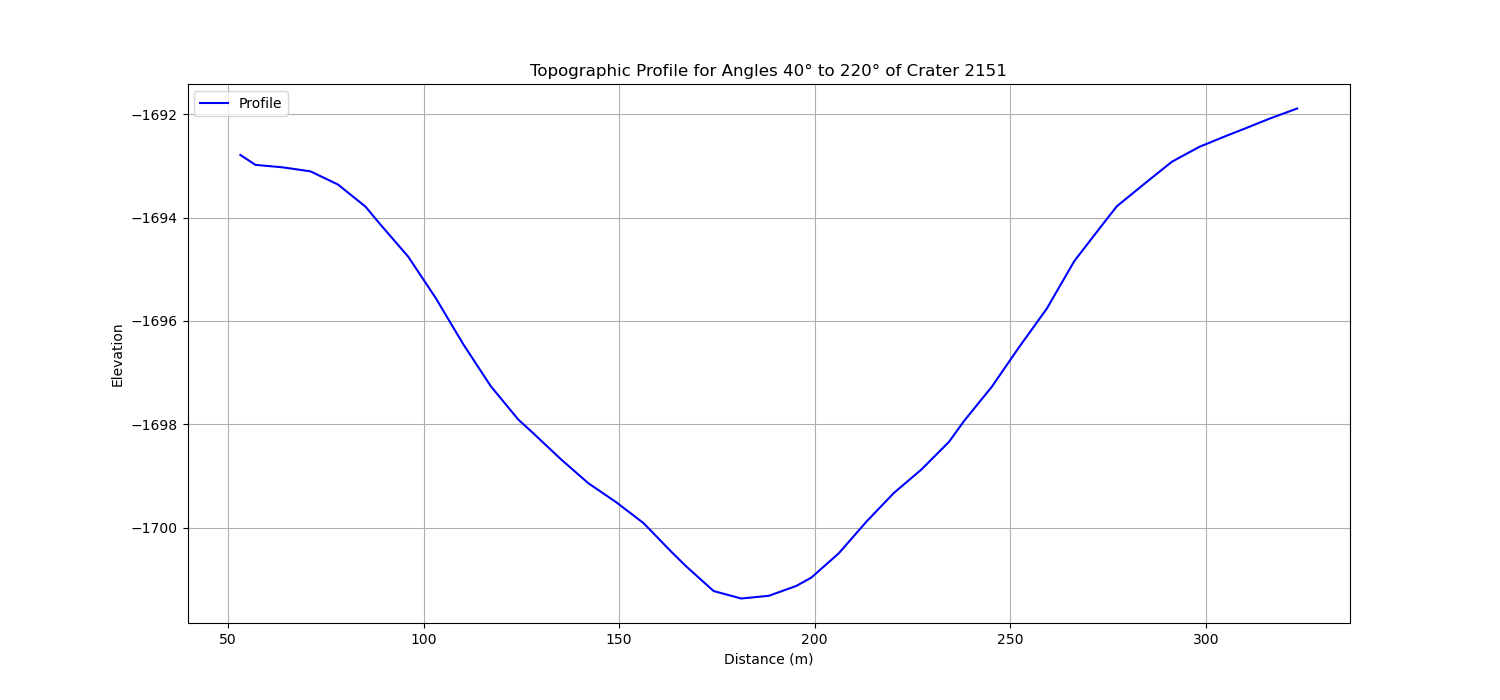 Topographic Profile for Angles 40° to 220° of Crater 2151
Profile
−1692
−1694
−1696
−1698
−1700
Elevation
50 100 150 200 250 300
Distance (m)